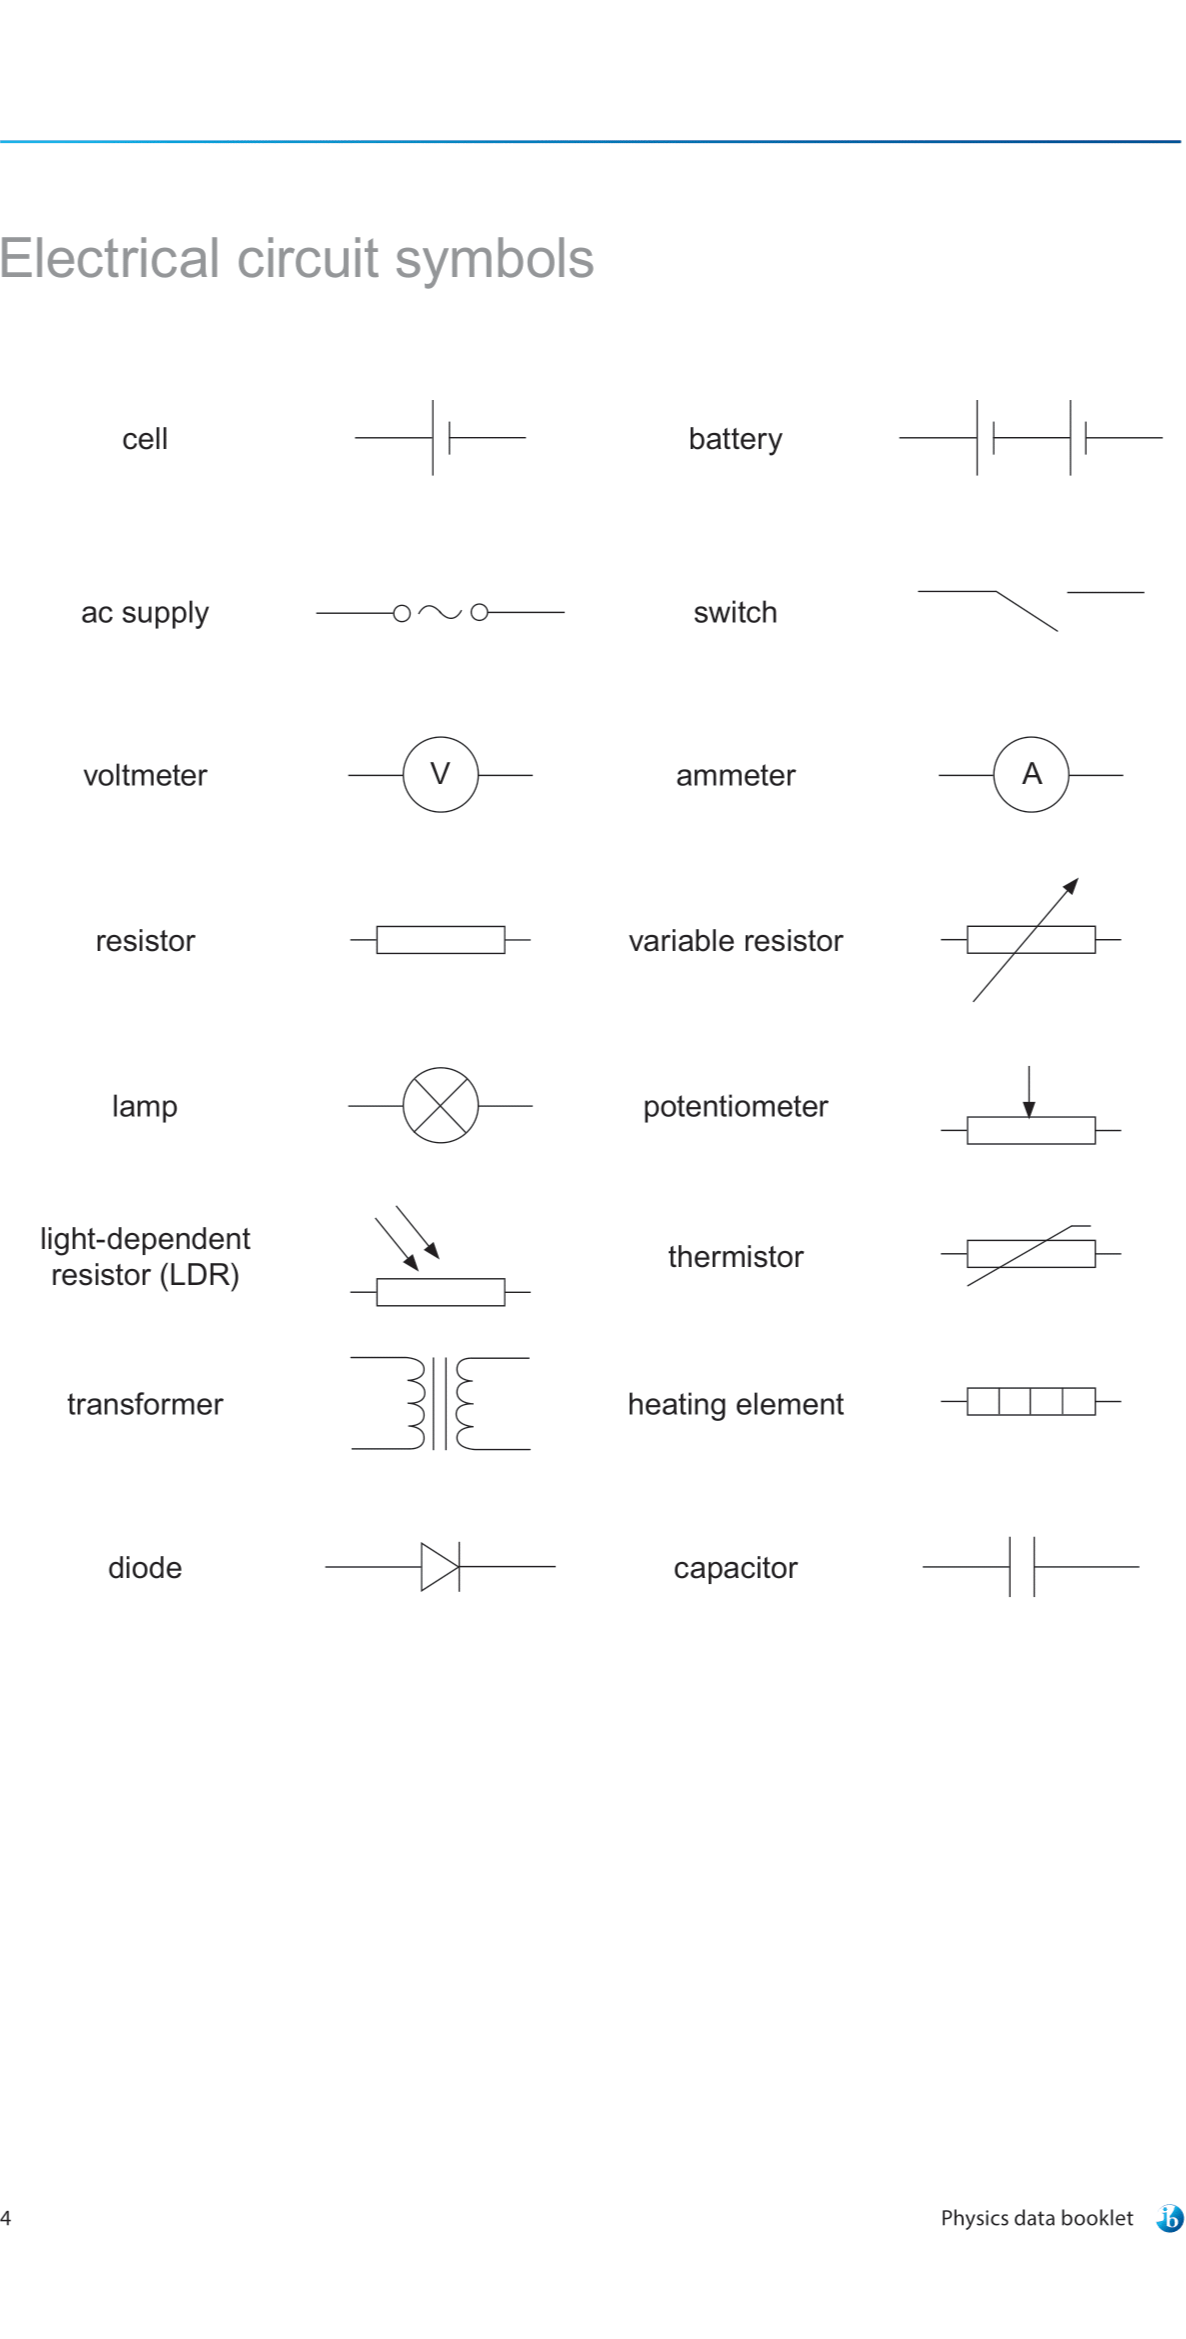 Electrical circuit symbols
cell
battery
ac supply
switch
voltmeter
V
ammeter
A
resistor
variable resistor
lamp
potentiometer
light-dependent
resistor (LDR)
thermistor
transformer
heating element
diode
capacitor
4
Physics data booklet
ib